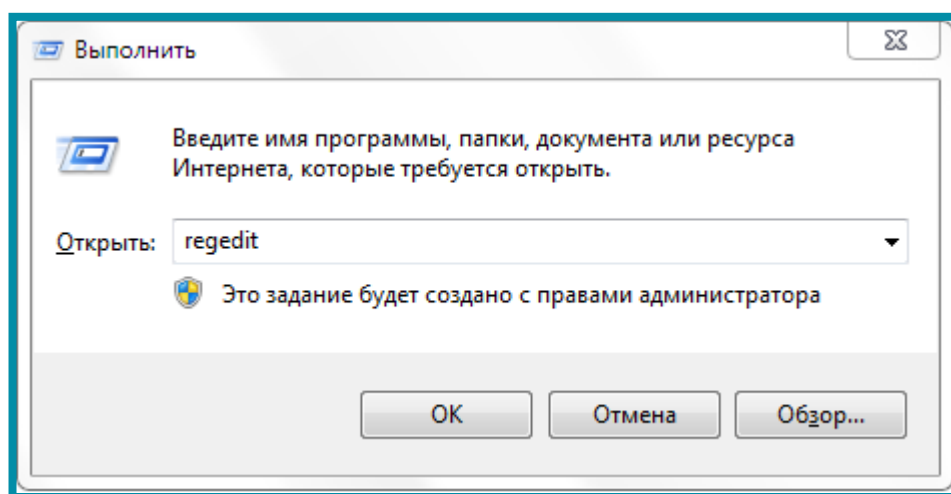 Выполнить
Введите имя программы, папки, документа или ресурса
Интернета, которые требуется открыть.
Открыть: regedit
Это задание будет создано с правами администратора
ОК Отмена Обзор...